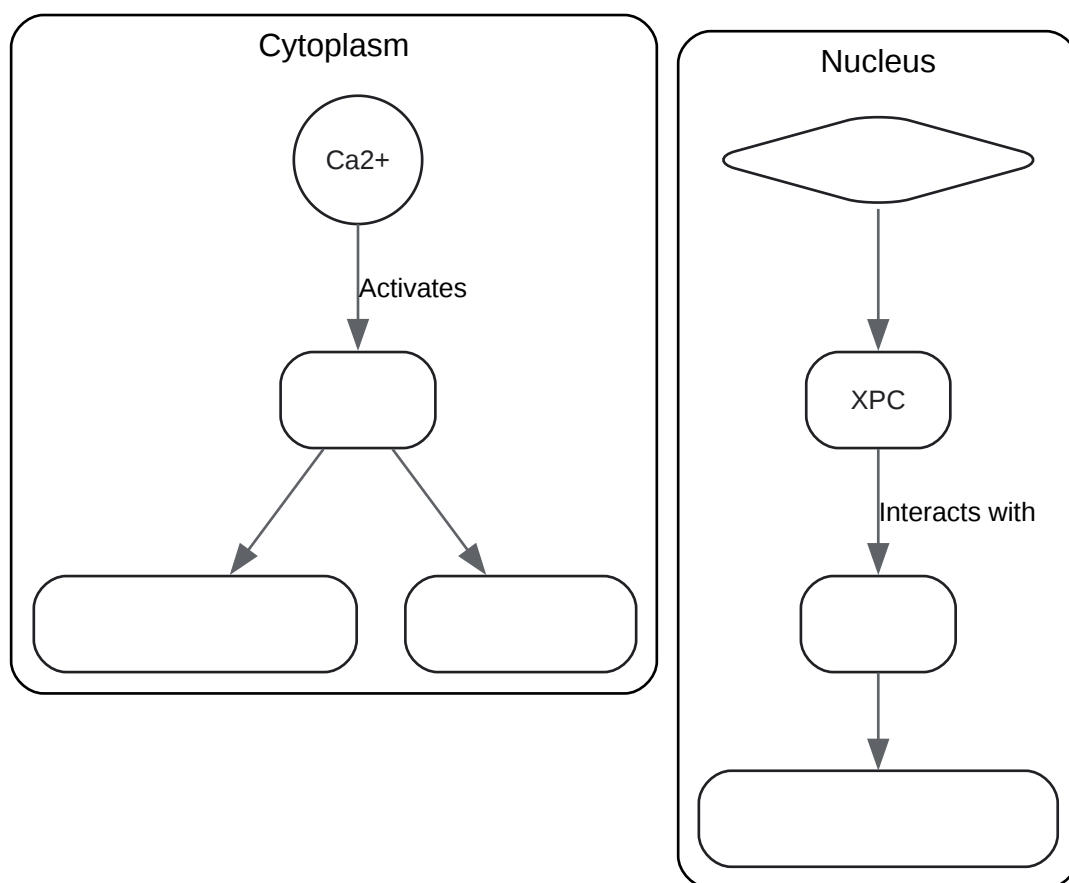 Cytoplasm
Ca2+
Activates
Nucleus
XPC
Interacts with